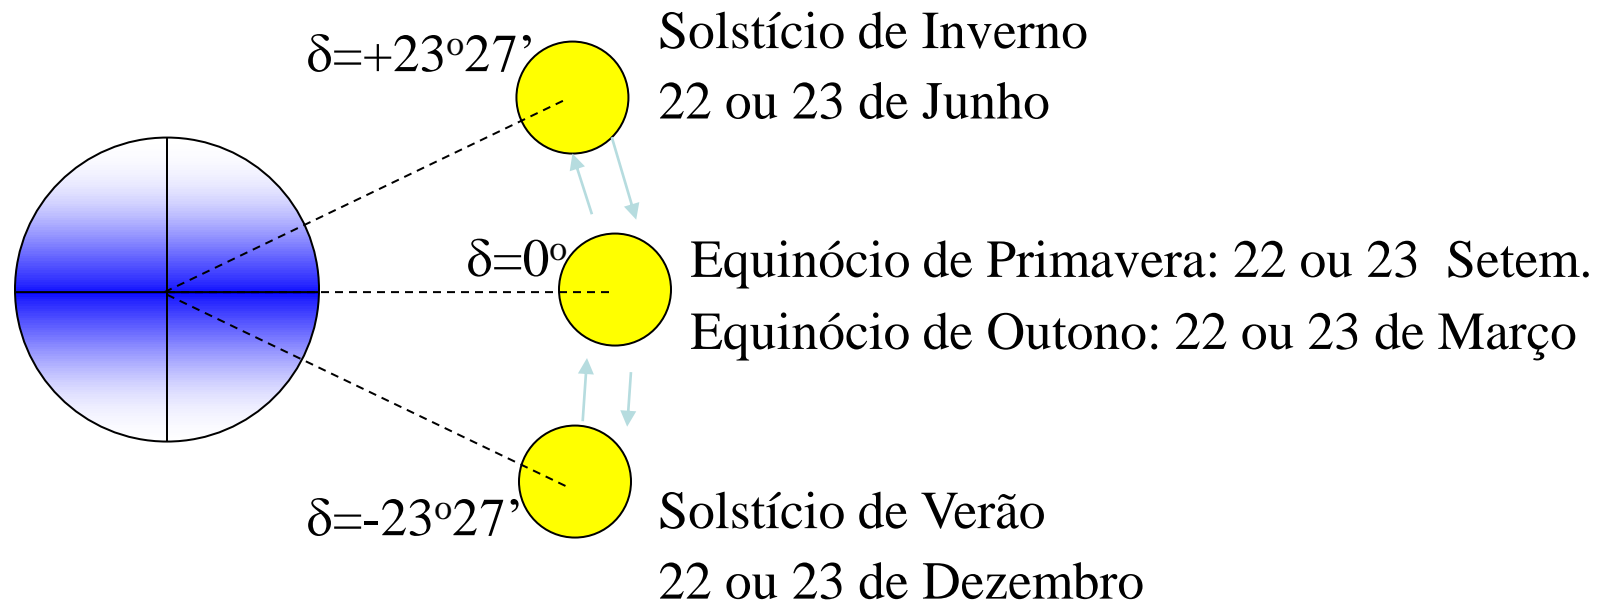 δ=+23º27’
Solstício de Inverno
22 ou 23 de Junho
δ=0º
Equinócio de Primavera: 22 ou 23  Setem.
Equinócio de Outono: 22 ou 23 de Março
δ=-23º27’
Solstício de Verão
22 ou 23 de Dezembro